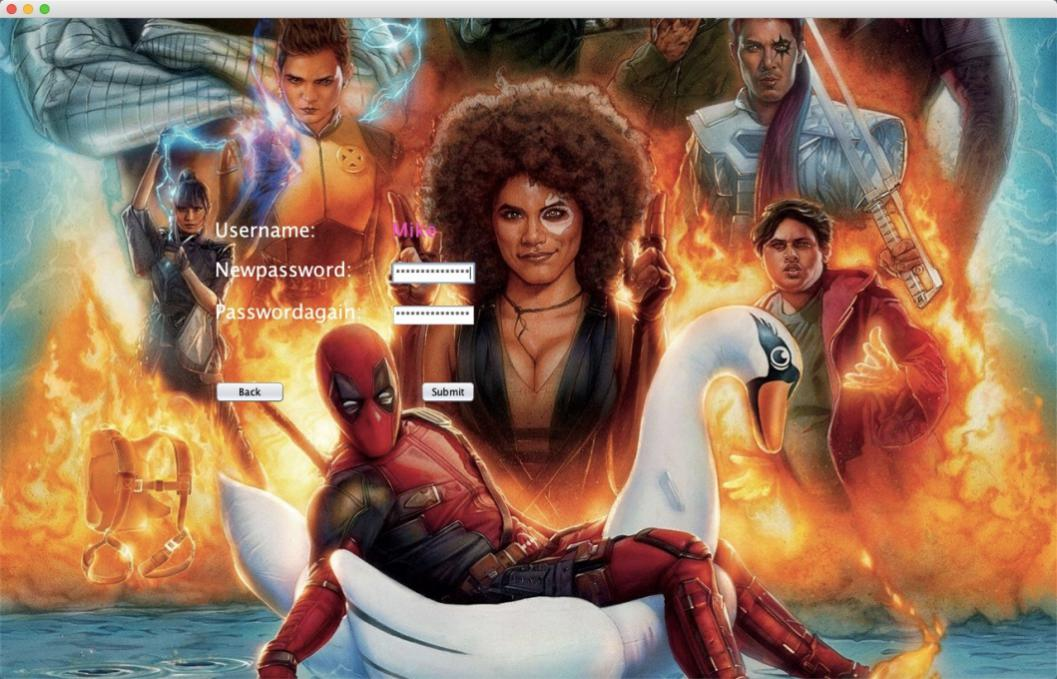 Username: Mike
Newpassword: •••••••••••••••
Passwordagain: •••••••••••••••
Back Submit